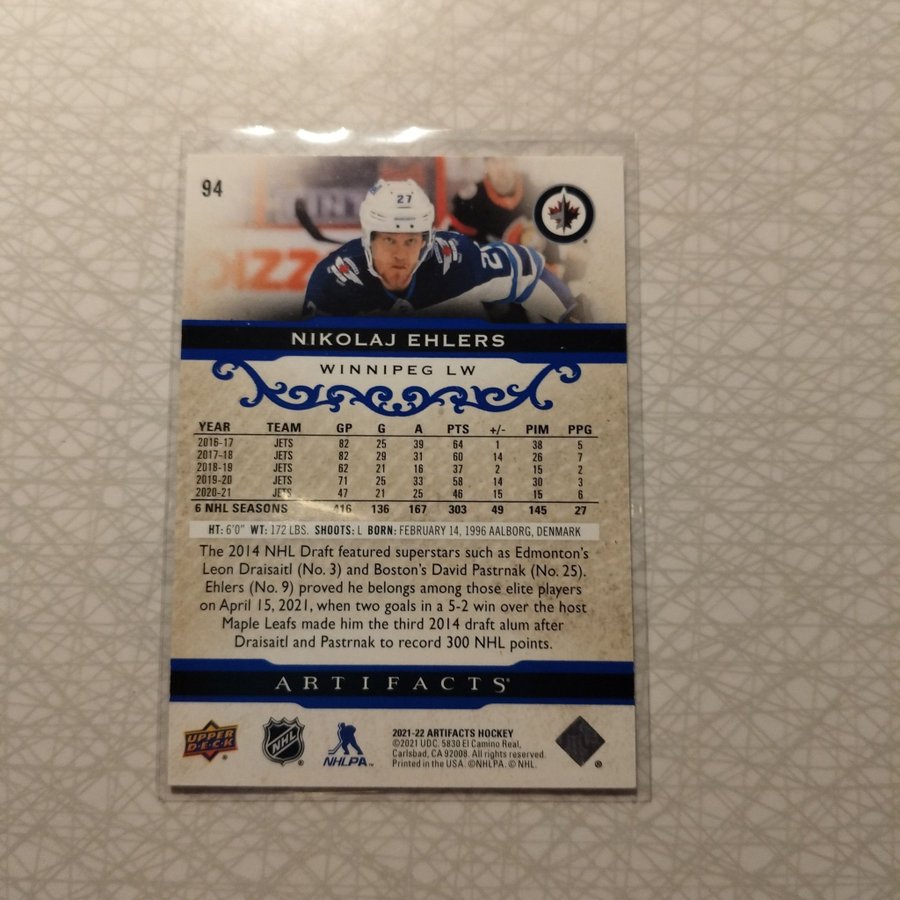 94
27
27
IZZ
NIKOLAJ EHLERS
WINNIPEG LW
YEAR TEAM GP G A PTS +/- PIM PPG
2016-17 JETS 82 25 39 64 1 38 5
2017-18 JETS 82 29 31 60 14 26 7
2018-19 JETS 62 21 16 37 2 15 2
2019-20 JETS 71 25 33 58 14 30 3
2020-21 JETS 47 21 25 46 15 15 6
6 NHL SEASONS 416 136 167 303 49 145 27
HT: 6'0" WT: 172 LBS. SHOOTS: L BORN: FEBRUARY 14, 1996 AALBORG, DENMARK
The 2014 NHL Draft featured superstars such as Edmonton's
Leon Draisaitl (No. 3) and Boston's David Pastrnak (No. 25).
Ehlers (No. 9) proved he belongs among those elite players
on April 15, 2021, when two goals in a 5-2 win over the host
Maple Leafs made him the third 2014 draft alum after
Draisaitl and Pastrnak to record 300 NHL points.
ARTIFACTS®
UPPER DECK®
NHL®
NHLPA™
2021-22 ARTIFACTS HOCKEY
©2021 UDC. 5830 El Camino Real,
Carlsbad, CA 92008. All rights reserved.
Printed in the USA. ©NHLPA. © NHL.
®